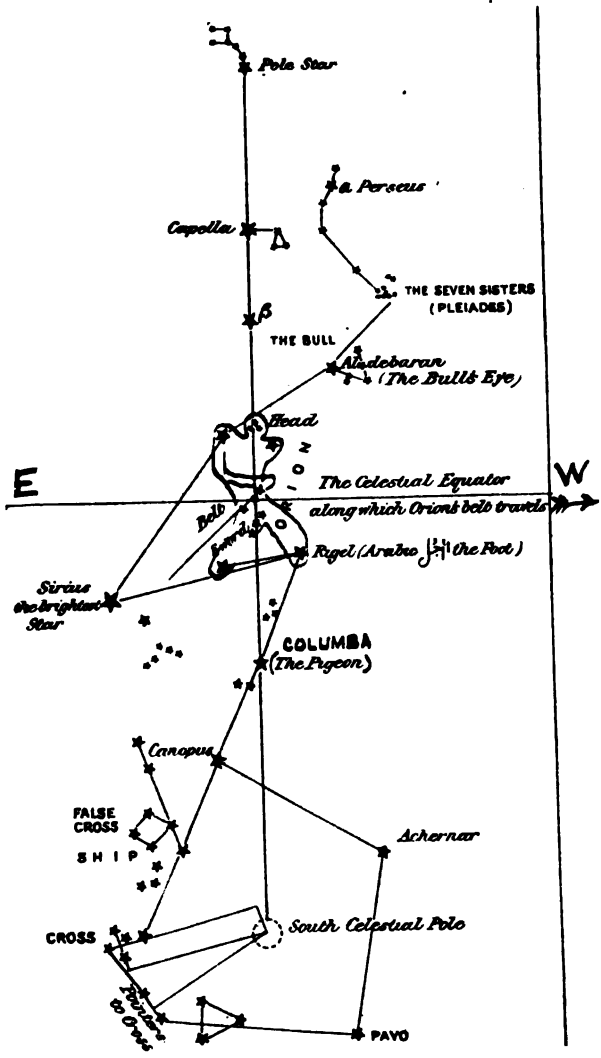 Pole Star
a Perseus
Capella
THE SEVEN SISTERS
(PLEIADES)
β
THE BULL
Aldebaran
(The Bull's Eye)
Head
ORION
E
W
The Celestial Equator
along which Orion's belt travels
Belt
Sword
Rigel (Arabic رجل the Foot)
Sirius
the brightest
Star
COLUMBA
(The Pigeon)
Canopus
FALSE
CROSS
SHIP
Achernar
CROSS
South Celestial Pole
Pointers
to Cross
PAVO